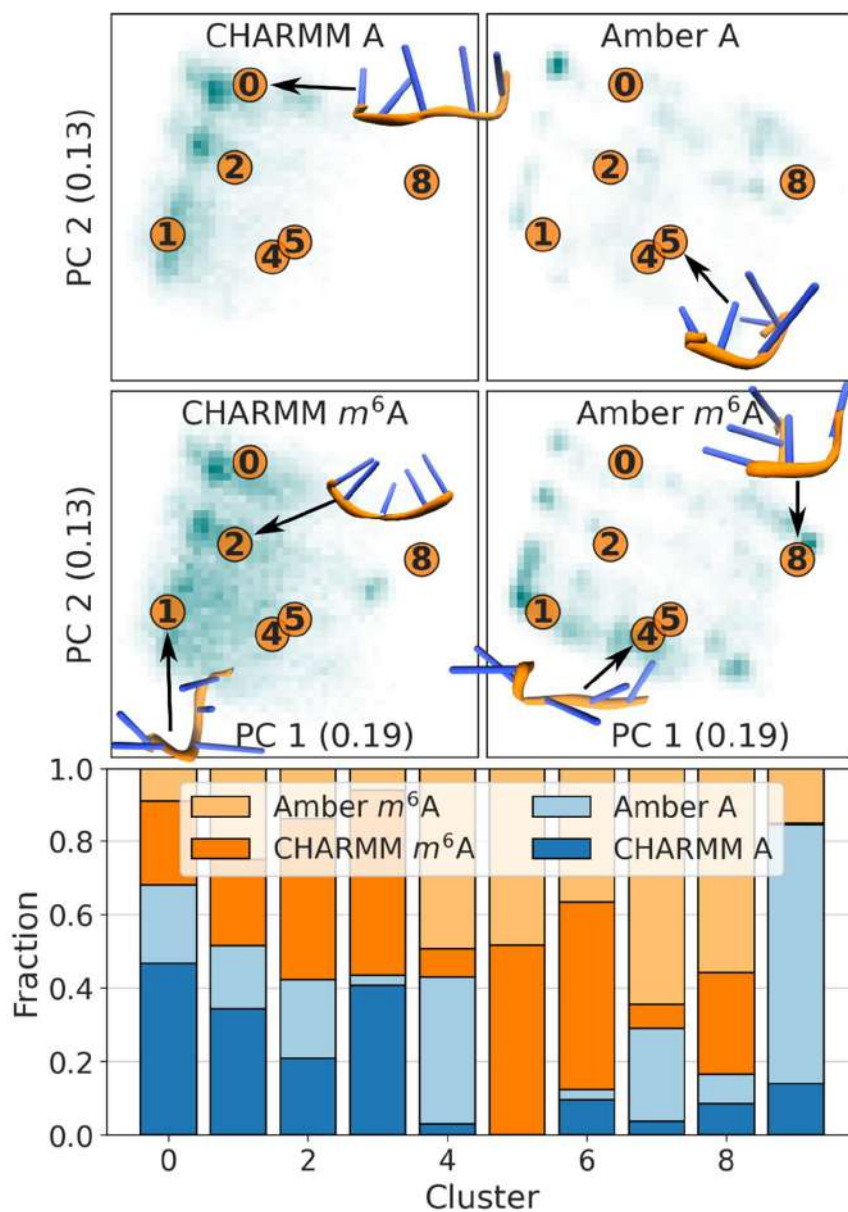 CHARMM A
Amber A
0
0
2
2
8
8
1
1
4
5
4
5
PC 2 (0.13)
CHARMM m⁶A
Amber m⁶A
0
0
2
2
8
8
1
1
4
5
4
5
PC 2 (0.13)
PC 1 (0.19)
PC 1 (0.19)
1.0
0.8
0.6
0.4
0.2
0.0
Fraction
Amber m⁶A
Amber A
CHARMM m⁶A
CHARMM A
0
2
4
6
8
Cluster